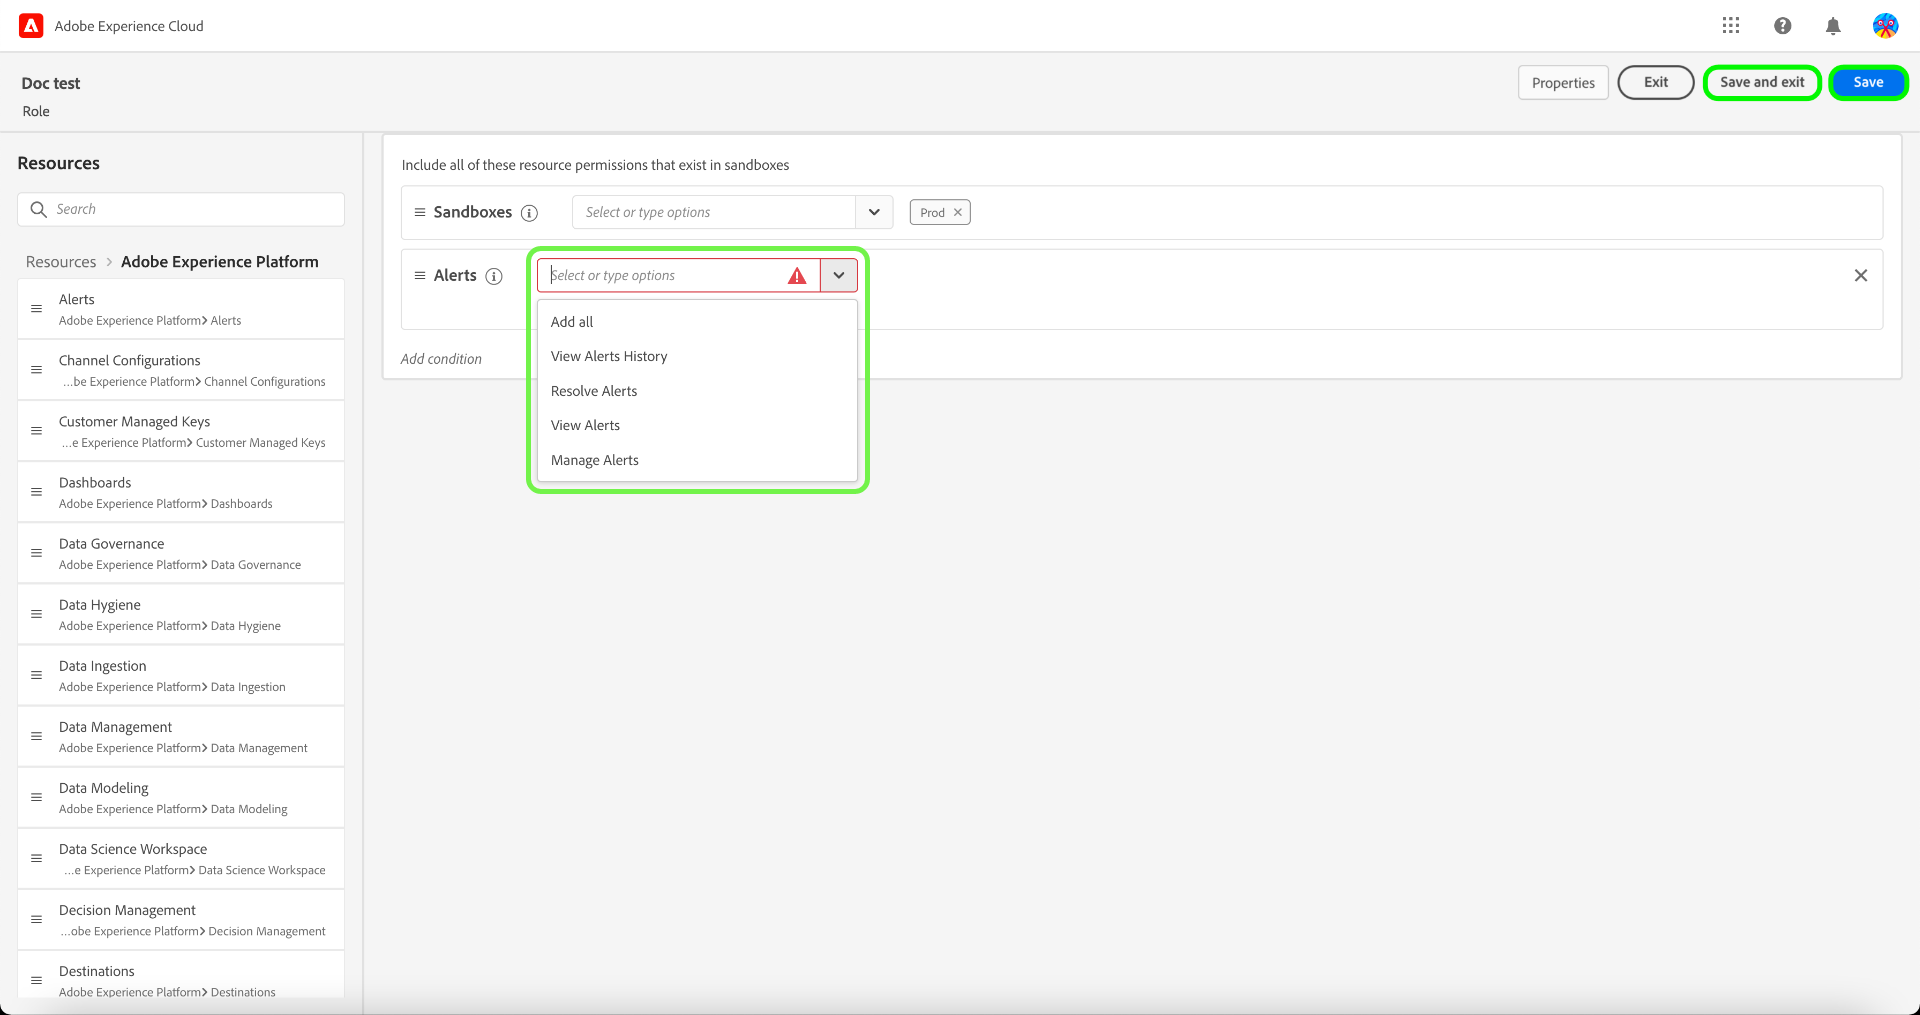 Adobe Experience Cloud
Doc test
Role
Properties
Exit
Save and exit
Save
Resources
Search
Resources > Adobe Experience Platform
Alerts
Adobe Experience Platform> Alerts
Channel Configurations
...be Experience Platform> Channel Configurations
Customer Managed Keys
...e Experience Platform> Customer Managed Keys
Dashboards
Adobe Experience Platform> Dashboards
Data Governance
Adobe Experience Platform> Data Governance
Data Hygiene
Adobe Experience Platform> Data Hygiene
Data Ingestion
Adobe Experience Platform> Data Ingestion
Data Management
Adobe Experience Platform> Data Management
Data Modeling
Adobe Experience Platform> Data Modeling
Data Science Workspace
...e Experience Platform> Data Science Workspace
Decision Management
...obe Experience Platform> Decision Management
Destinations
Adobe Experience Platform> Destinations
Include all of these resource permissions that exist in sandboxes
Sandboxes
Select or type options
Prod
Alerts
Select or type options
Add all
View Alerts History
Resolve Alerts
View Alerts
Manage Alerts
Add condition